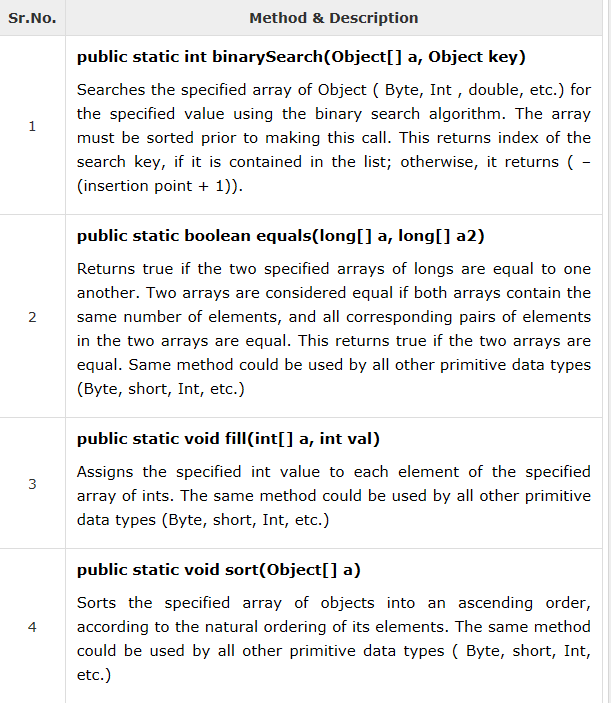 Sr.No. Method & Description
public static int binarySearch(Object[] a, Object key)
Searches the specified array of Object ( Byte, Int , double, etc.) for
the specified value using the binary search algorithm. The array
1 must be sorted prior to making this call. This returns index of the
search key, if it is contained in the list; otherwise, it returns ( –
(insertion point + 1)).
public static boolean equals(long[] a, long[] a2)
Returns true if the two specified arrays of longs are equal to one
another. Two arrays are considered equal if both arrays contain the
2 same number of elements, and all corresponding pairs of elements
in the two arrays are equal. This returns true if the two arrays are
equal. Same method could be used by all other primitive data types
(Byte, short, Int, etc.)
public static void fill(int[] a, int val)
Assigns the specified int value to each element of the specified
3 array of ints. The same method could be used by all other primitive
data types (Byte, short, Int, etc.)
public static void sort(Object[] a)
Sorts the specified array of objects into an ascending order,
4 according to the natural ordering of its elements. The same method
could be used by all other primitive data types ( Byte, short, Int,
etc.)